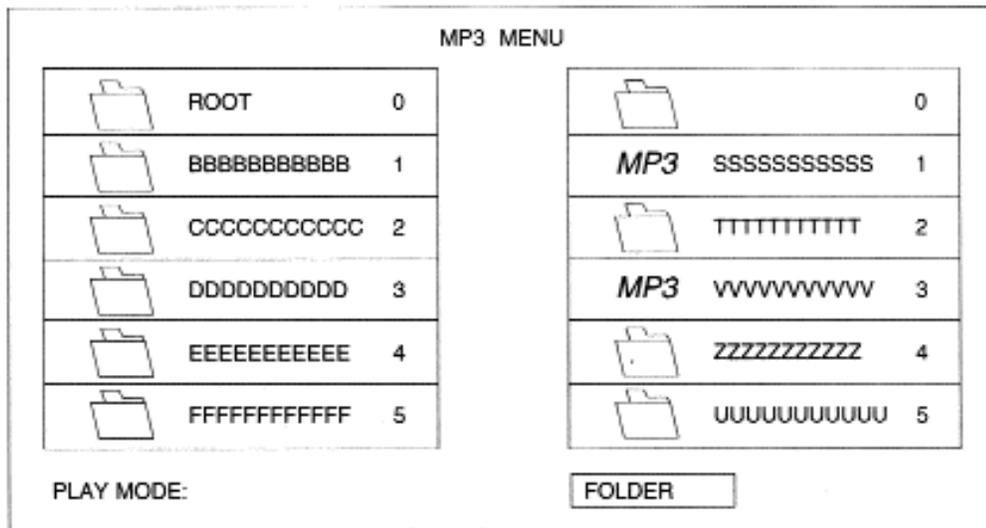 MP3 MENU
ROOT 0
BBBBBBBBBBB 1
CCCCCCCCCCC 2
DDDDDDDDDD 3
EEEEEEEEEEE 4
FFFFFFFFFFFF 5
0
MP3 SSSSSSSSSSS 1
TTTTTTTTTTT 2
MP3 VVVVVVVVVVV 3
ZZZZZZZZZZZ 4
UUUUUUUUUUU 5
PLAY MODE: FOLDER